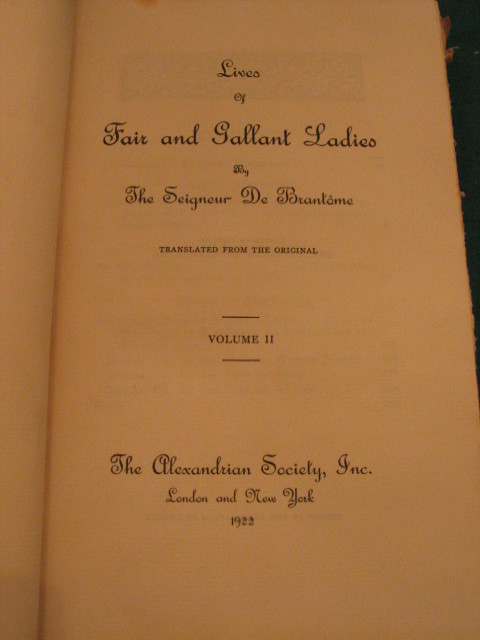 Lives
Of
Fair and Gallant Ladies
By
The Seigneur De Brantôme
TRANSLATED FROM THE ORIGINAL
VOLUME II
The Alexandrian Society, Inc.
London and New York
1922